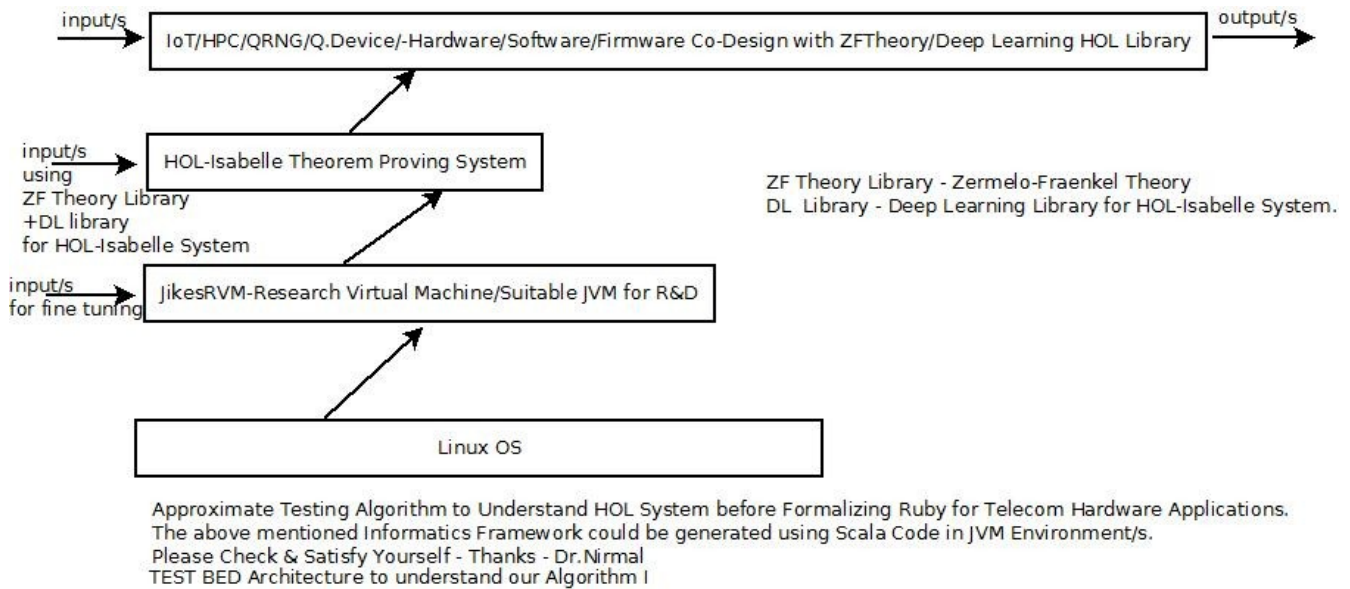 input/s
output/s
IoT/HPC/QRNG/Q.Device/-Hardware/Software/Firmware Co-Design with ZFTheory/Deep Learning HOL Library
HOL-Isabelle Theorem Proving System
input/s
using
ZF Theory Library
+DL library
for HOL-Isabelle System
ZF Theory Library - Zermelo-Fraenkel Theory
DL  Library - Deep Learning Library for HOL-Isabelle System.
input/s
for fine tuning
JikesRVM-Research Virtual Machine/Suitable JVM for R&D
Linux OS
Approximate Testing Algorithm to Understand HOL System before Formalizing Ruby for Telecom Hardware Applications.
The above mentioned Informatics Framework could be generated using Scala Code in JVM Environment/s.
Please Check & Satisfy Yourself - Thanks - Dr.Nirmal
TEST BED Architecture to understand our Algorithm I